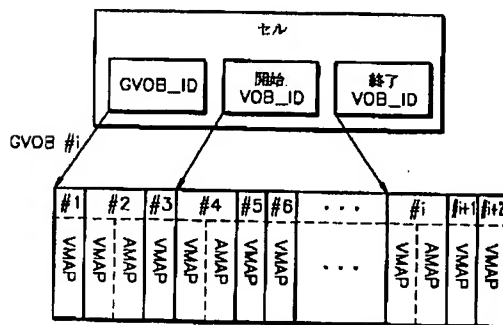 セル
GVOB_ID
開始
VOB_ID
終了
VOB_ID
GVOB #i
#1 #2 #3 #4 #5 #6 ··· #i #i+1 #i+2
VMAP VMAP AMAP VMAP VMAP AMAP VMAP VMAP ··· VMAP AMAP VMAP VMAP